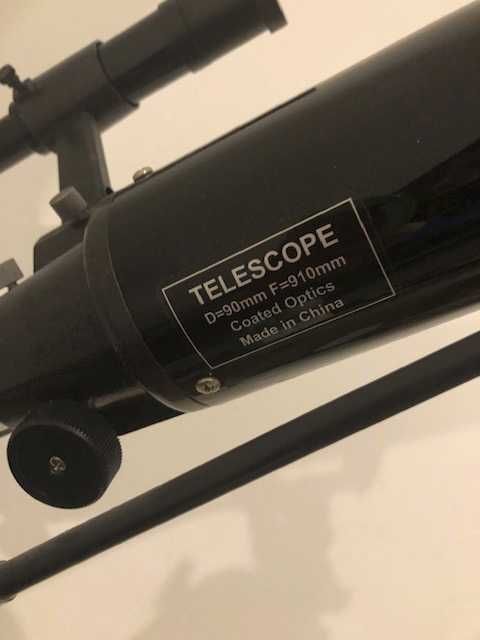 TELESCOPE
D=90mm F=910mm
Coated Optics
Made in China